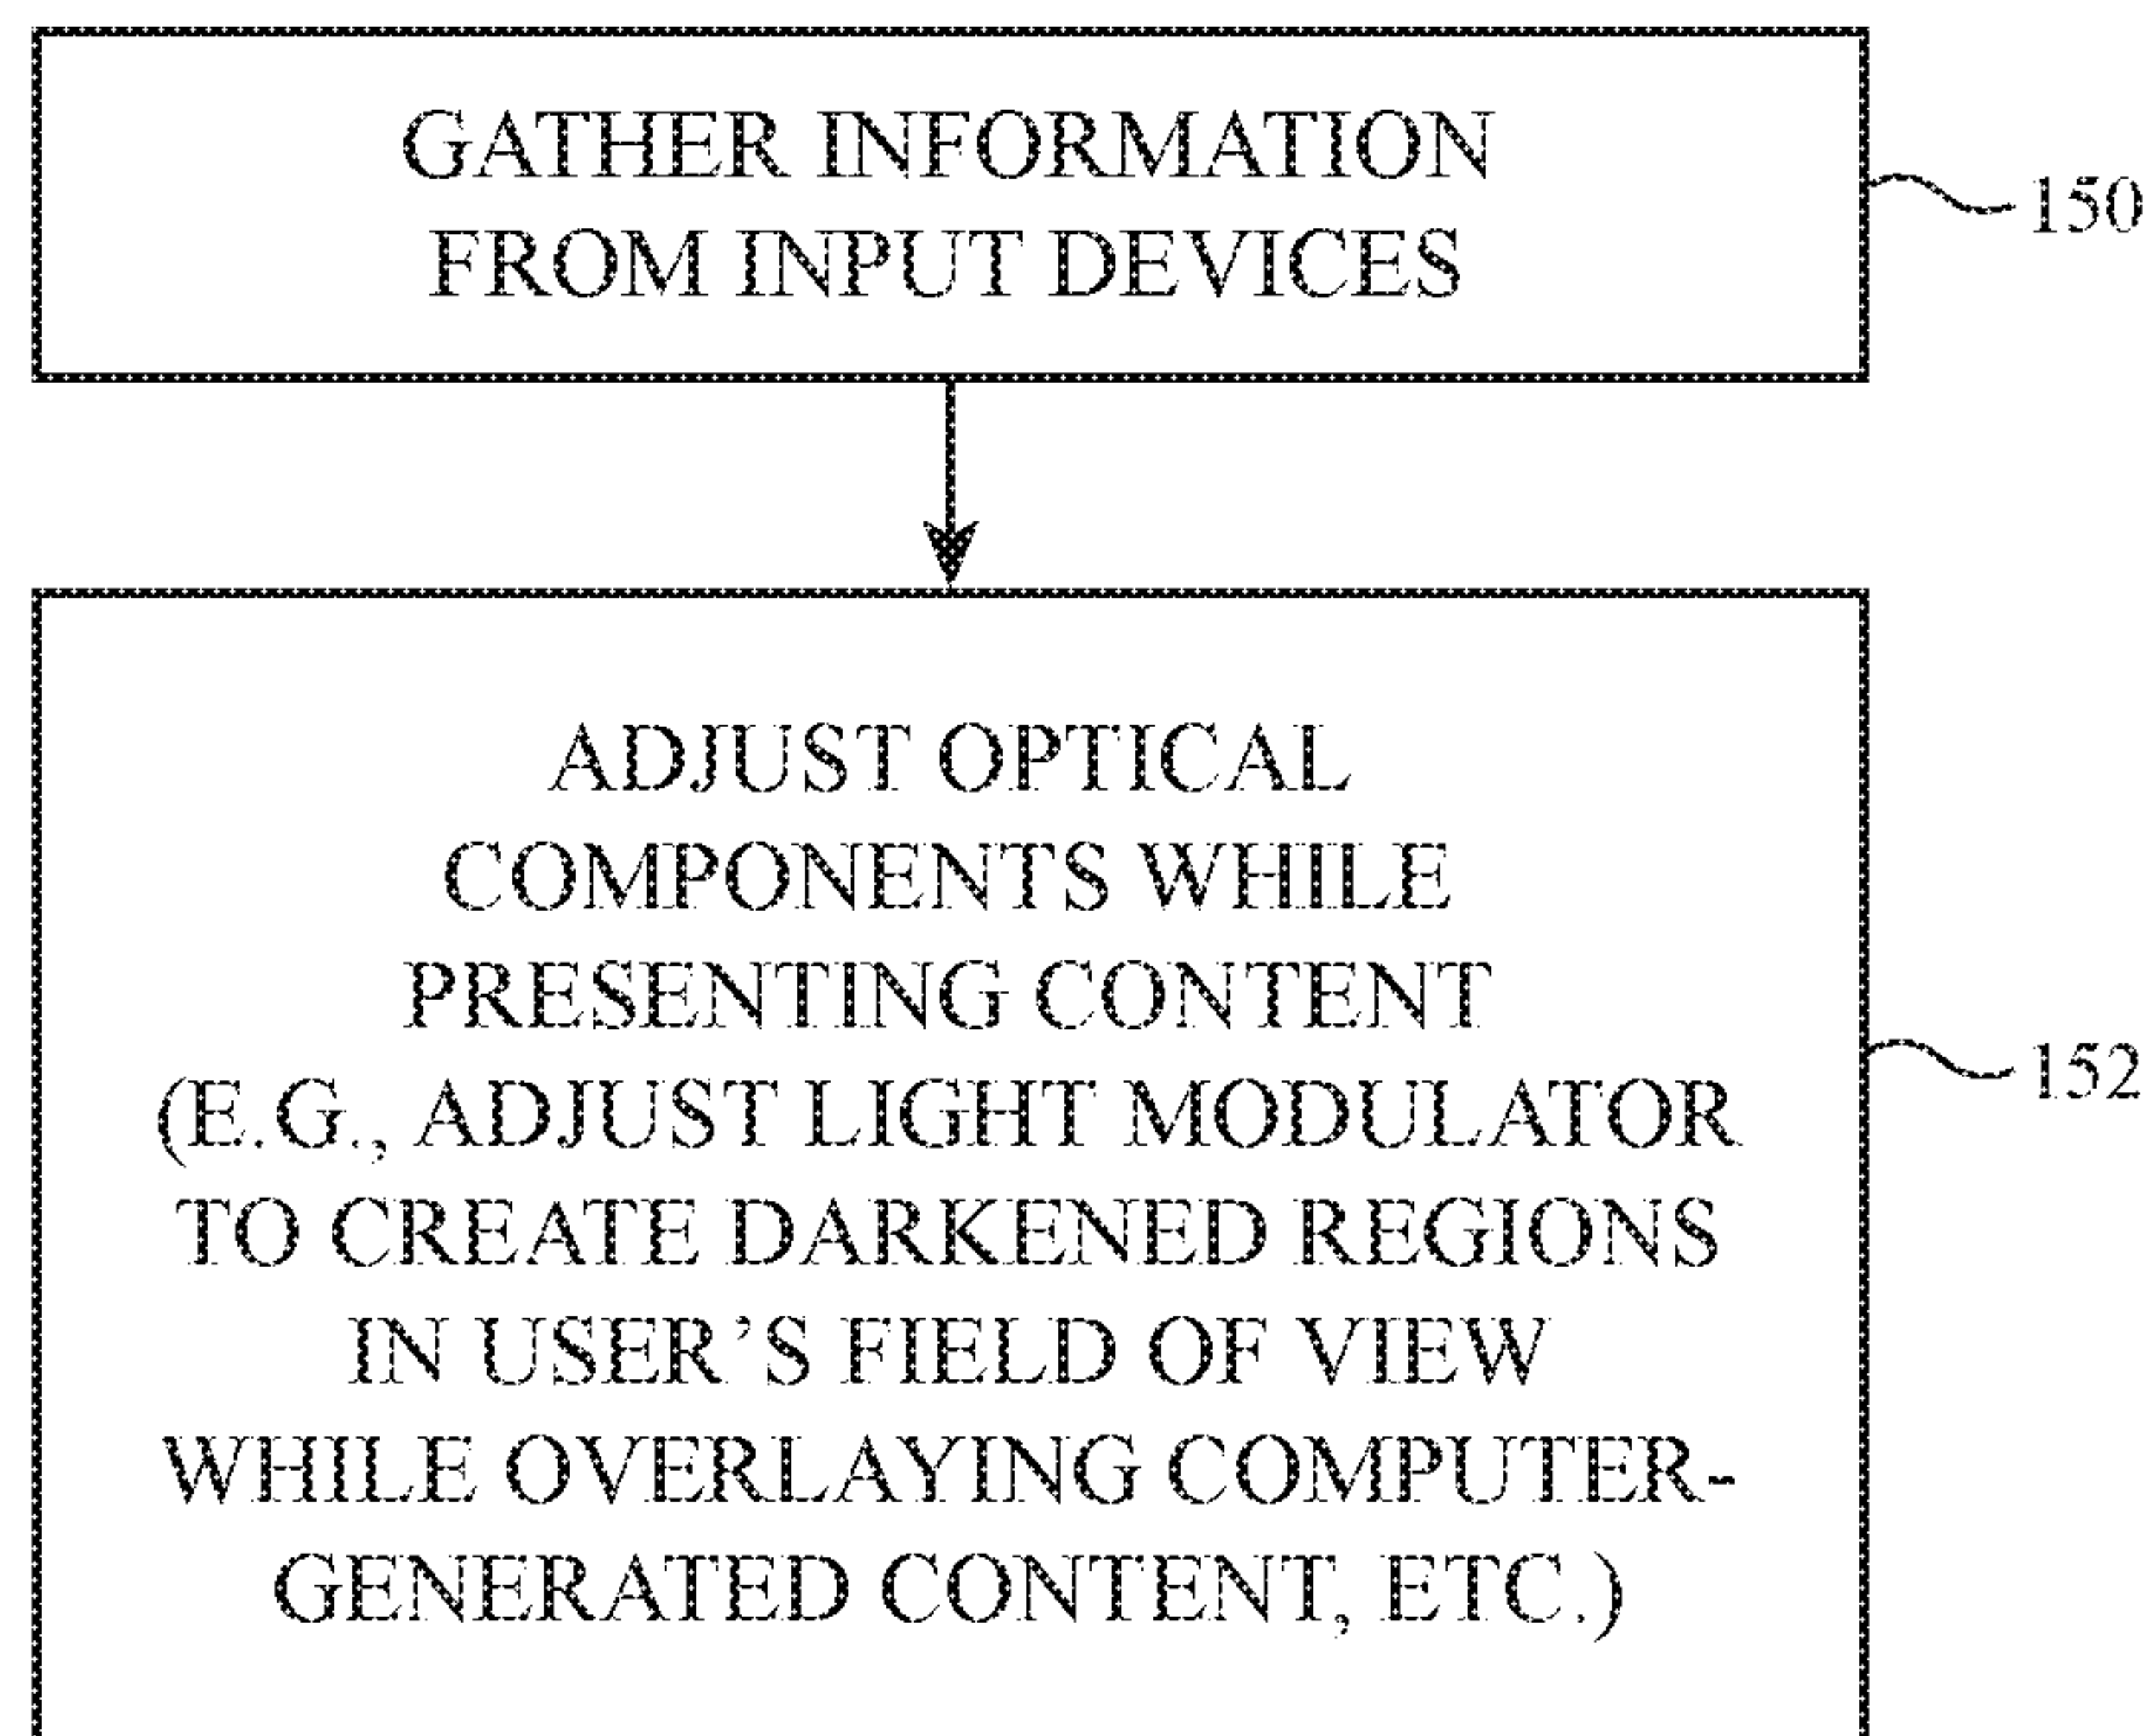 GATHER INFORMATION
FROM INPUT DEVICES
150
ADJUST OPTICAL
COMPONENTS WHILE
PRESENTING CONTENT
(E.G., ADJUST LIGHT MODULATOR
TO CREATE DARKENED REGIONS
IN USER'S FIELD OF VIEW
WHILE OVERLAYING COMPUTER-
GENERATED CONTENT, ETC.)
152